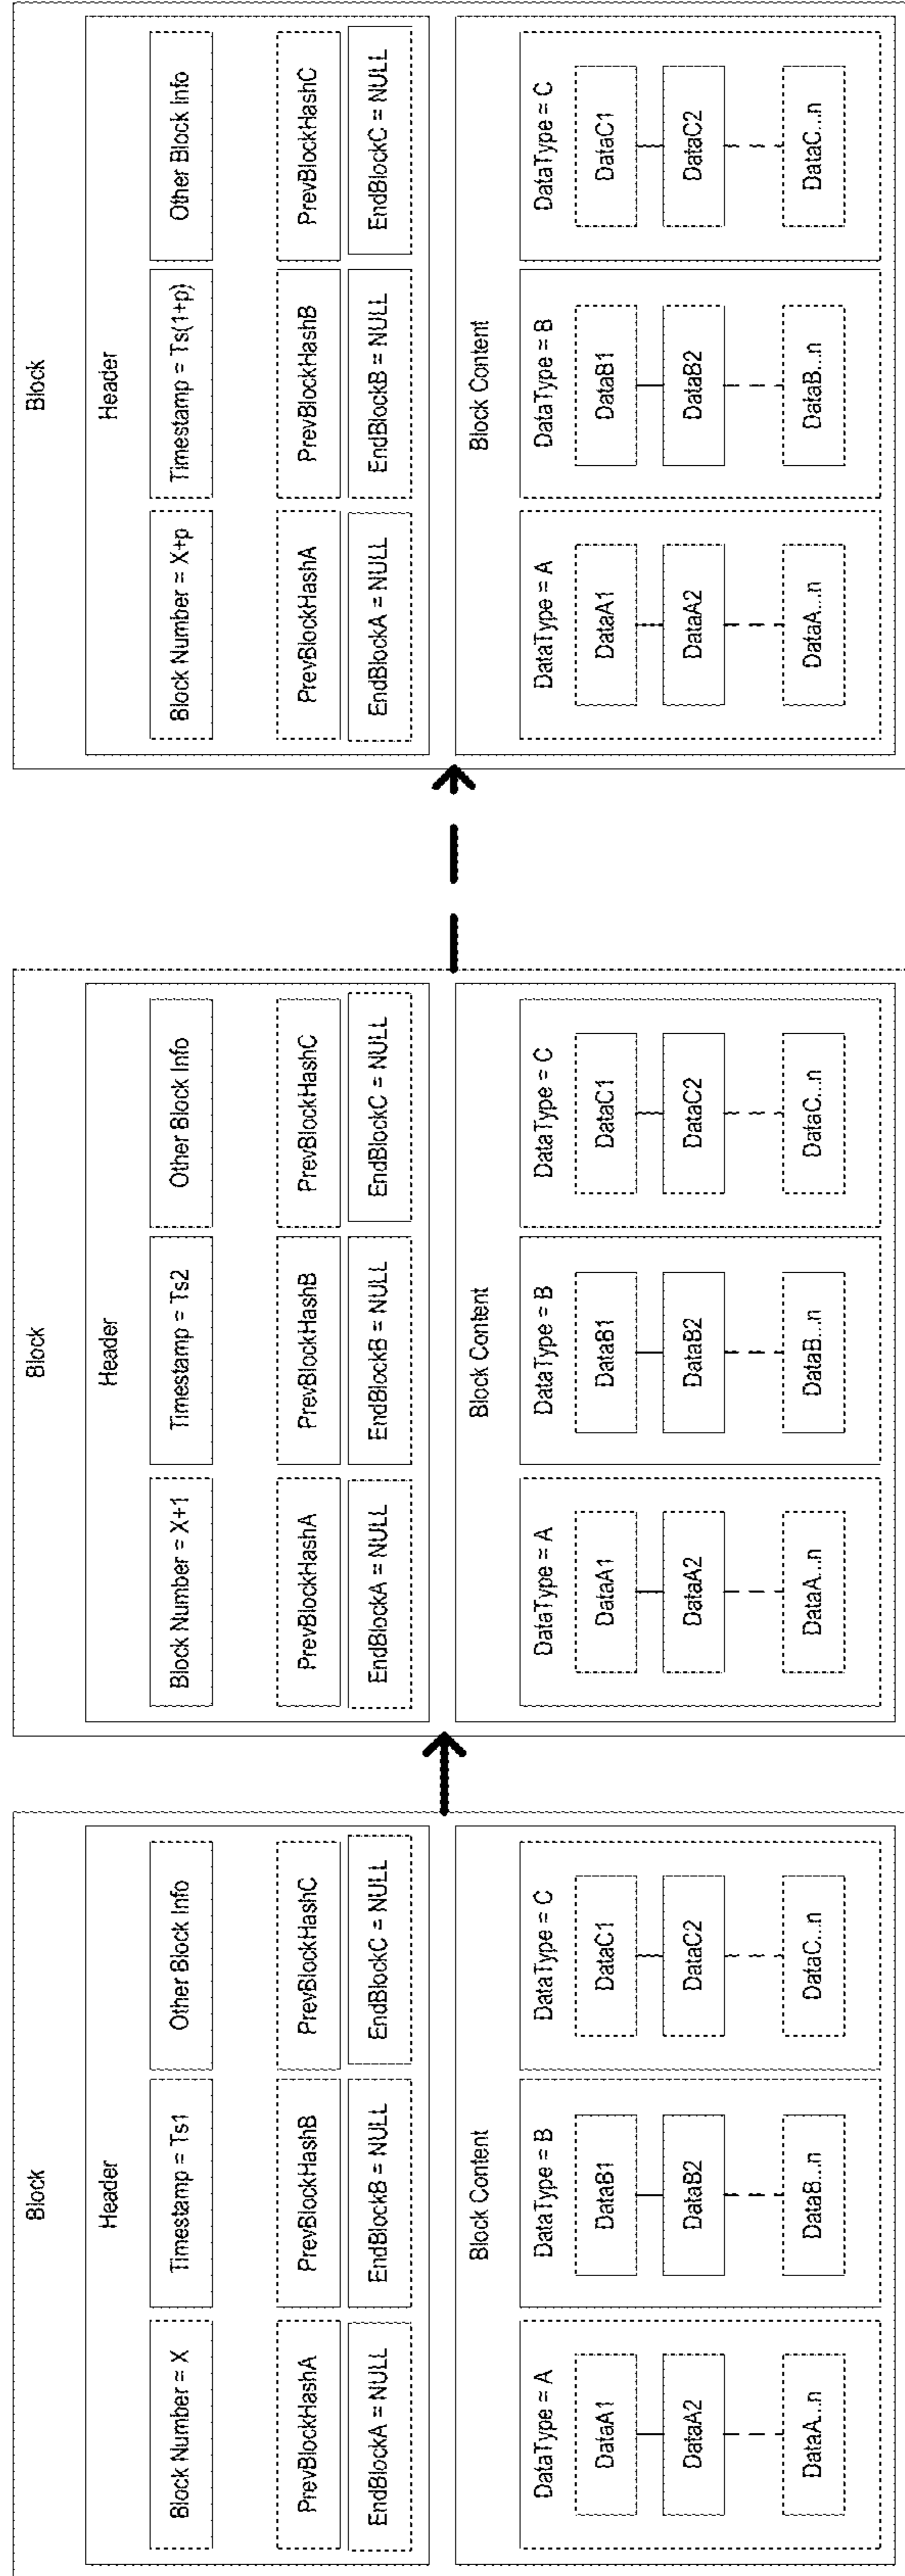 Block
Header
Block Number = X
Timestamp = Ts1
Other Block Info
PrevBlockHashA
PrevBlockHashB
PrevBlockHashC
EndBlockA = NULL
EndBlockB = NULL
EndBlockC = NULL
Block Content
DataType = A
DataType = B
DataType = C
DataA1
DataB1
DataC1
DataA2
DataB2
DataC2
DataA...n
DataB...n
DataC...n
Block
Header
Block Number = X+1
Timestamp = Ts2
Other Block Info
PrevBlockHashA
PrevBlockHashB
PrevBlockHashC
EndBlockA = NULL
EndBlockB = NULL
EndBlockC = NULL
Block Content
DataType = A
DataType = B
DataType = C
DataA1
DataB1
DataC1
DataA2
DataB2
DataC2
DataA...n
DataB...n
DataC...n
Block
Header
Block Number = X+p
Timestamp = Ts(1+p)
Other Block Info
PrevBlockHashA
PrevBlockHashB
PrevBlockHashC
EndBlockA = NULL
EndBlockB = NULL
EndBlockC = NULL
Block Content
DataType = A
DataType = B
DataType = C
DataA1
DataB1
DataC1
DataA2
DataB2
DataC2
DataA...n
DataB...n
DataC...n